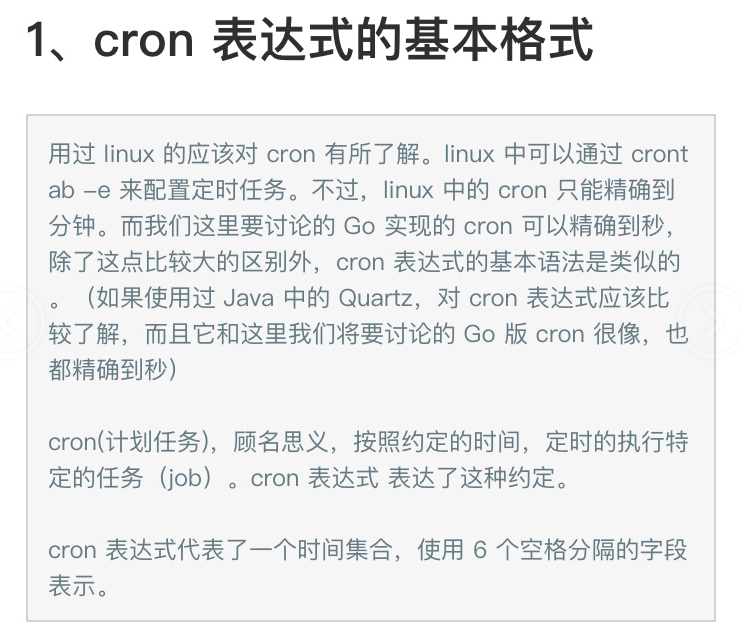 1、cron 表达式的基本格式
用过 linux 的应该对 cron 有所了解。linux 中可以通过 cront
ab –e 来配置定时任务。不过，linux 中的 cron 只能精确到
分钟。而我们这里要讨论的 Go 实现的 cron 可以精确到秒，
除了这点比较大的区别外，cron 表达式的基本语法是类似的
。（如果使用过 Java 中的 Quartz，对 cron 表达式应该比
较了解，而且它和这里我们将要讨论的 Go 版 cron 很像，也
都精确到秒）
cron(计划任务)，顾名思义，按照约定的时间，定时的执行特
定的任务（job）。cron 表达式 表达了这种约定。
cron 表达式代表了一个时间集合，使用 6 个空格分隔的字段
表示。